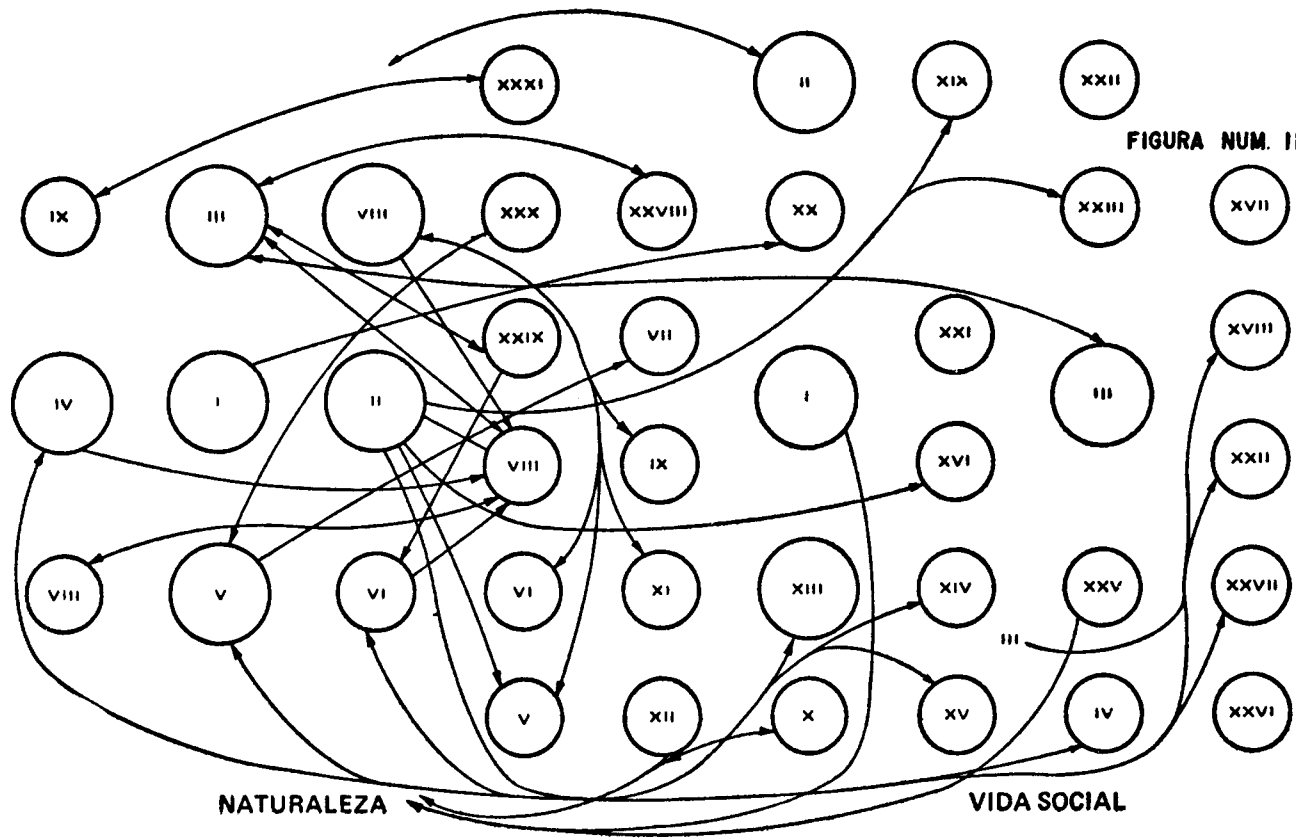 XXXI II XIX XXII
FIGURA NUM. II
IX III VIII XXX XXVIII XX XXIII XVII
XXIX VII XXI XVIII
IV I II I III
VIII IX XVI XXII
VIII V VI VI XI XIII XIV XXV XXVII
III
V XII X XV IV XXVI
NATURALEZA VIDA SOCIAL